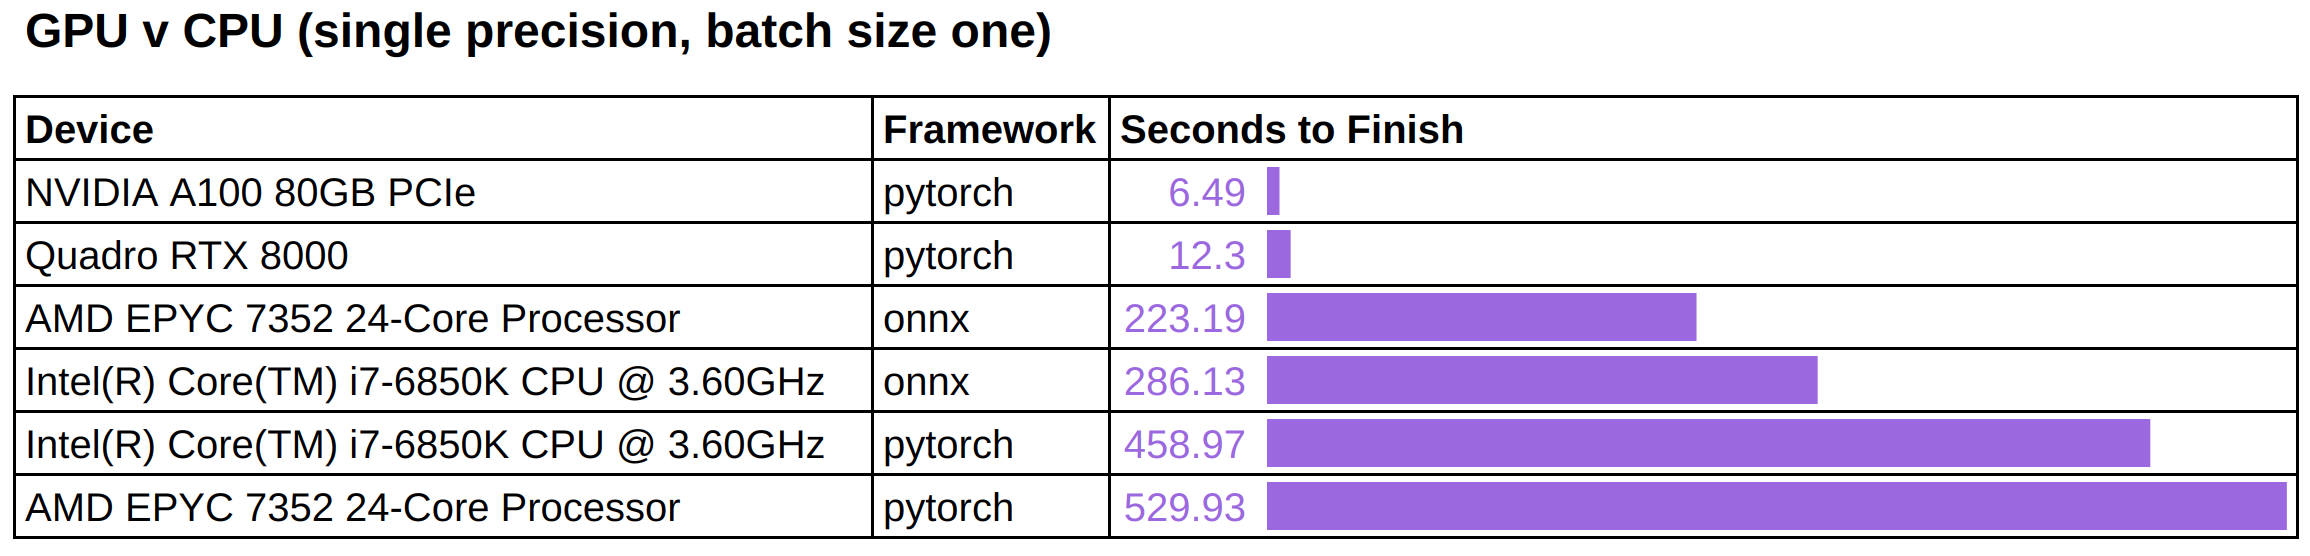 GPU v CPU (single precision, batch size one)
Device Framework Seconds to Finish
NVIDIA A100 80GB PCIe pytorch 6.49
Quadro RTX 8000 pytorch 12.3
AMD EPYC 7352 24-Core Processor onnx 223.19
Intel(R) Core(TM) i7-6850K CPU @ 3.60GHz onnx 286.13
Intel(R) Core(TM) i7-6850K CPU @ 3.60GHz pytorch 458.97
AMD EPYC 7352 24-Core Processor pytorch 529.93